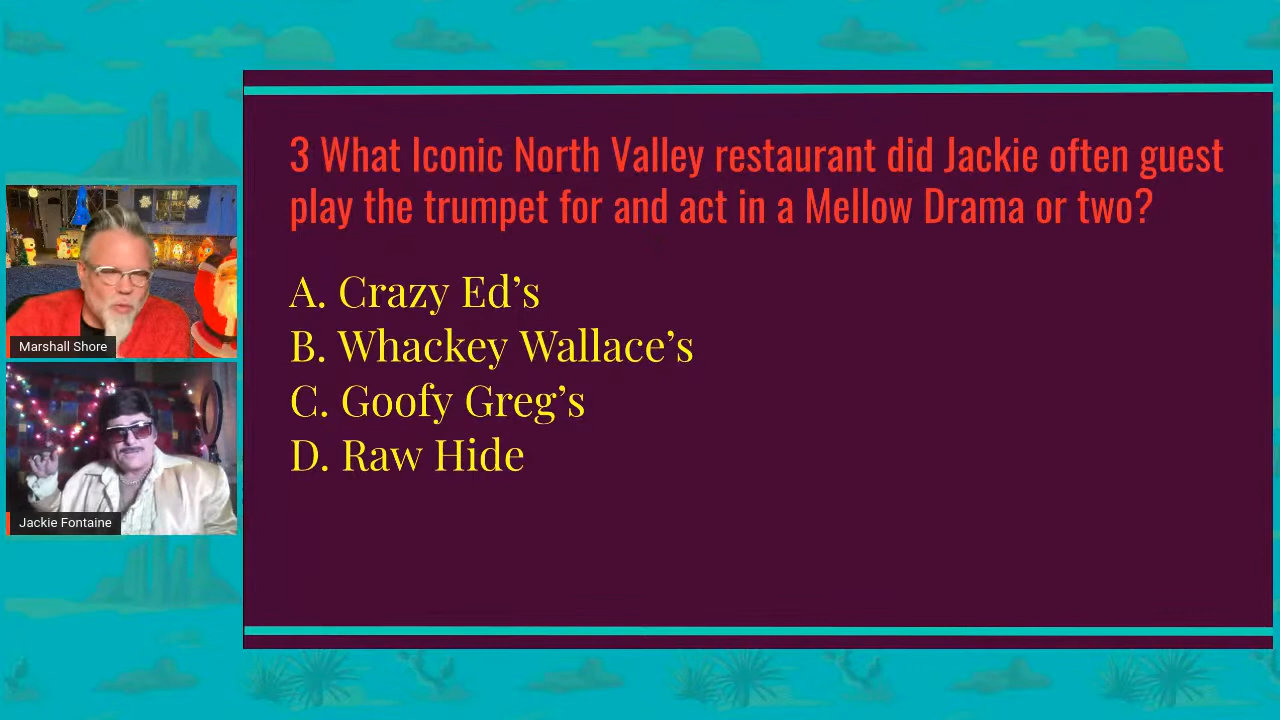 3 What Iconic North Valley restaurant did Jackie often guest
play the trumpet for and act in a Mellow Drama or two?
A. Crazy Ed’s
B. Whackey Wallace’s
C. Goofy Greg’s
D. Raw Hide
Marshall Shore
Jackie Fontaine